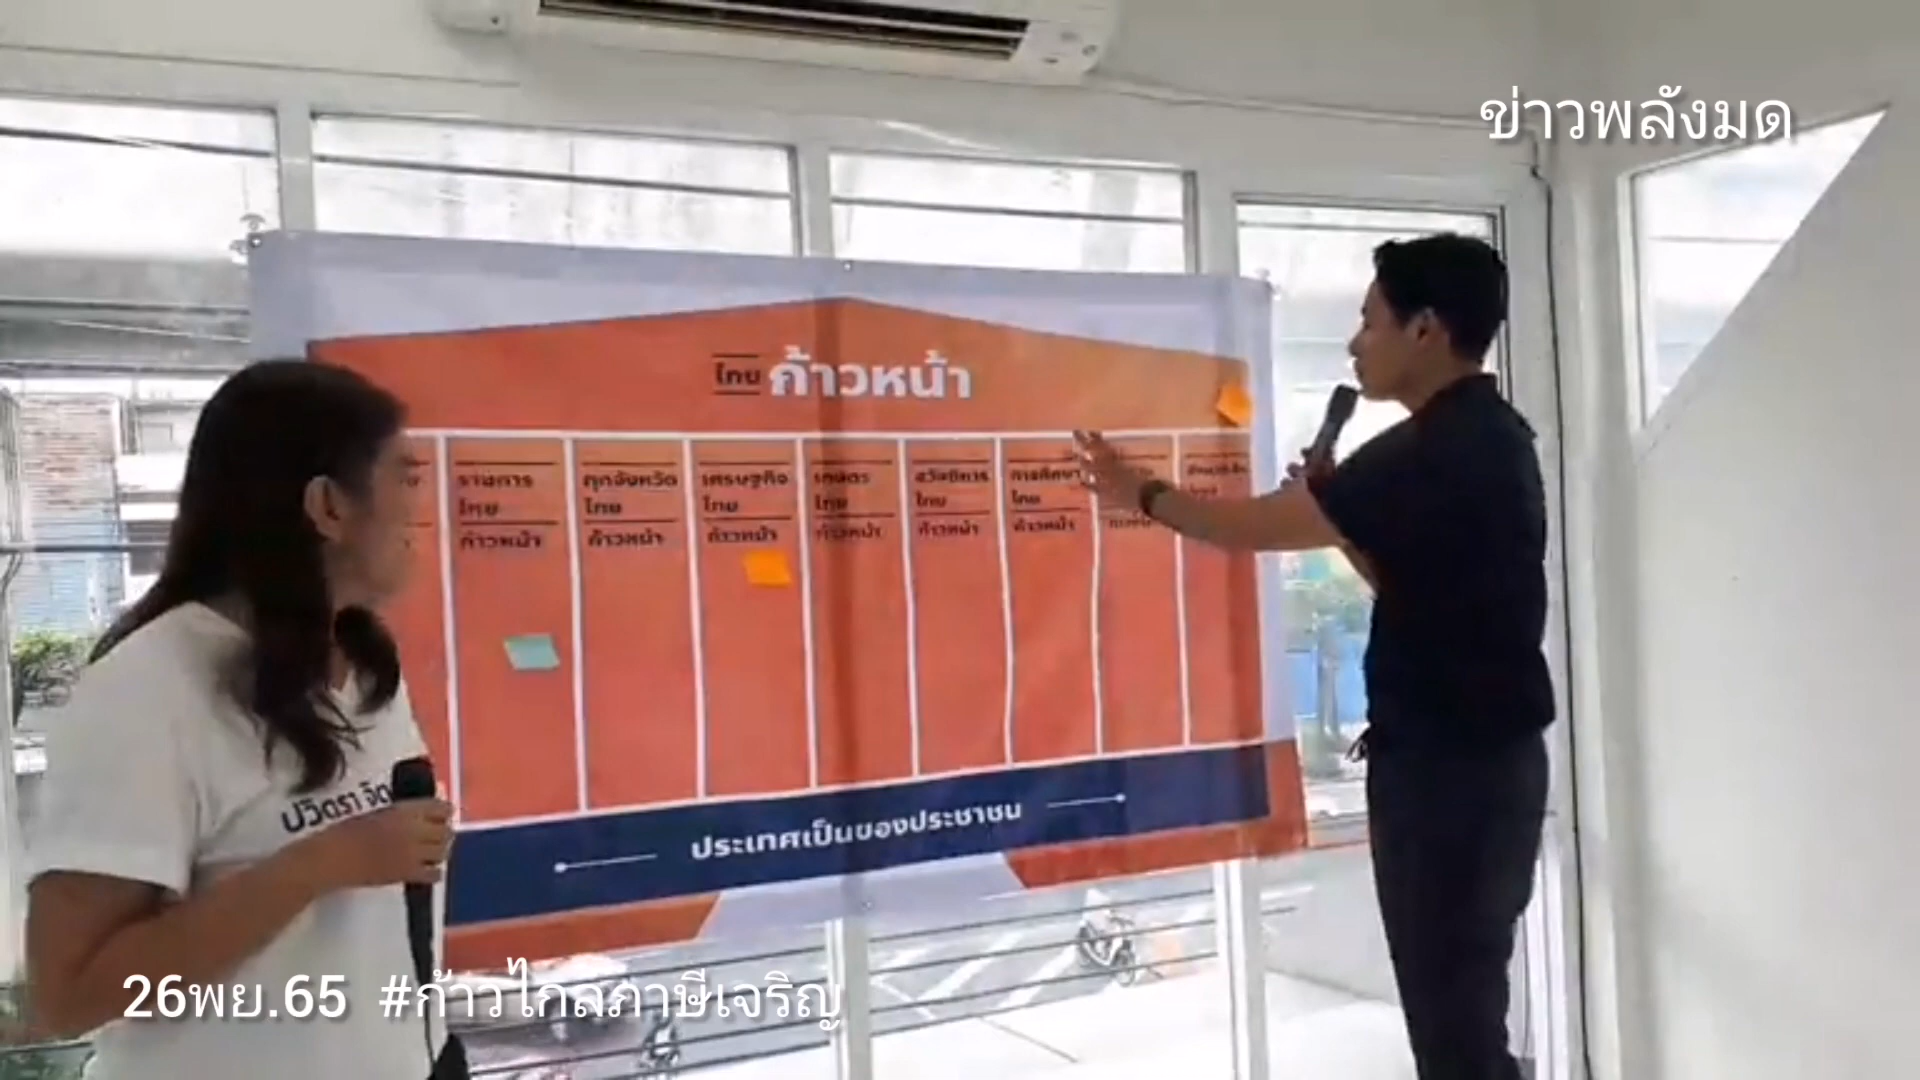 ข่าวพลังมด
ไทย ก้าวหน้า
ราชการ
ไทย
ก้าวหน้า
ทุกจังหวัด
ไทย
ก้าวหน้า
เศรษฐกิจ
ไทย
ก้าวหน้า
เกษตร
ไทย
ก้าวหน้า
สวัสดิการ
ไทย
ก้าวหน้า
การศึกษา
ไทย
ก้าวหน้า
ประเทศเป็นของประชาชน
ปวิตรา จิต
26พย.65 #ก้าวไกลภาษีเจริญ